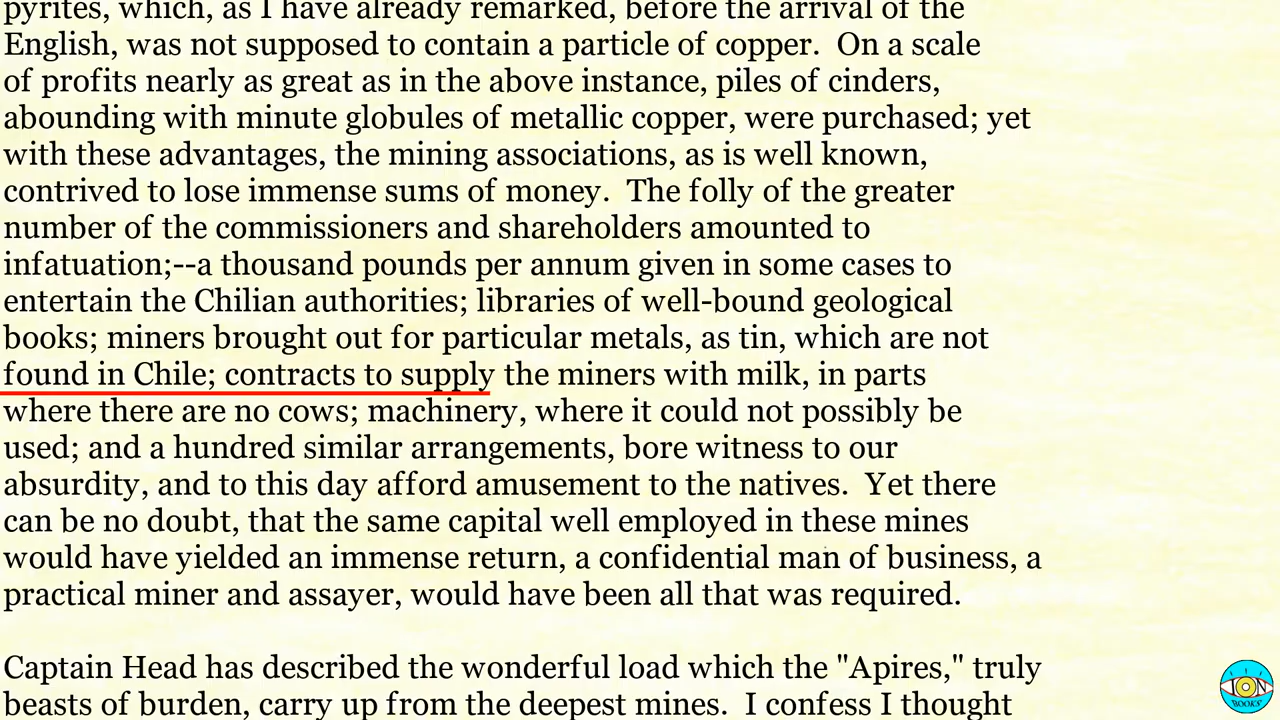 pyrites, which, as I have already remarked, before the arrival of the
English, was not supposed to contain a particle of copper.  On a scale
of profits nearly as great as in the above instance, piles of cinders,
abounding with minute globules of metallic copper, were purchased; yet
with these advantages, the mining associations, as is well known,
contrived to lose immense sums of money.  The folly of the greater
number of the commissioners and shareholders amounted to
infatuation;--a thousand pounds per annum given in some cases to
entertain the Chilian authorities; libraries of well-bound geological
books; miners brought out for particular metals, as tin, which are not
found in Chile; contracts to supply the miners with milk, in parts
where there are no cows; machinery, where it could not possibly be
used; and a hundred similar arrangements, bore witness to our
absurdity, and to this day afford amusement to the natives.  Yet there
can be no doubt, that the same capital well employed in these mines
would have yielded an immense return, a confidential man of business, a
practical miner and assayer, would have been all that was required.
Captain Head has described the wonderful load which the "Apires," truly
beasts of burden, carry up from the deepest mines.  I confess I thought
ION
BOOKS